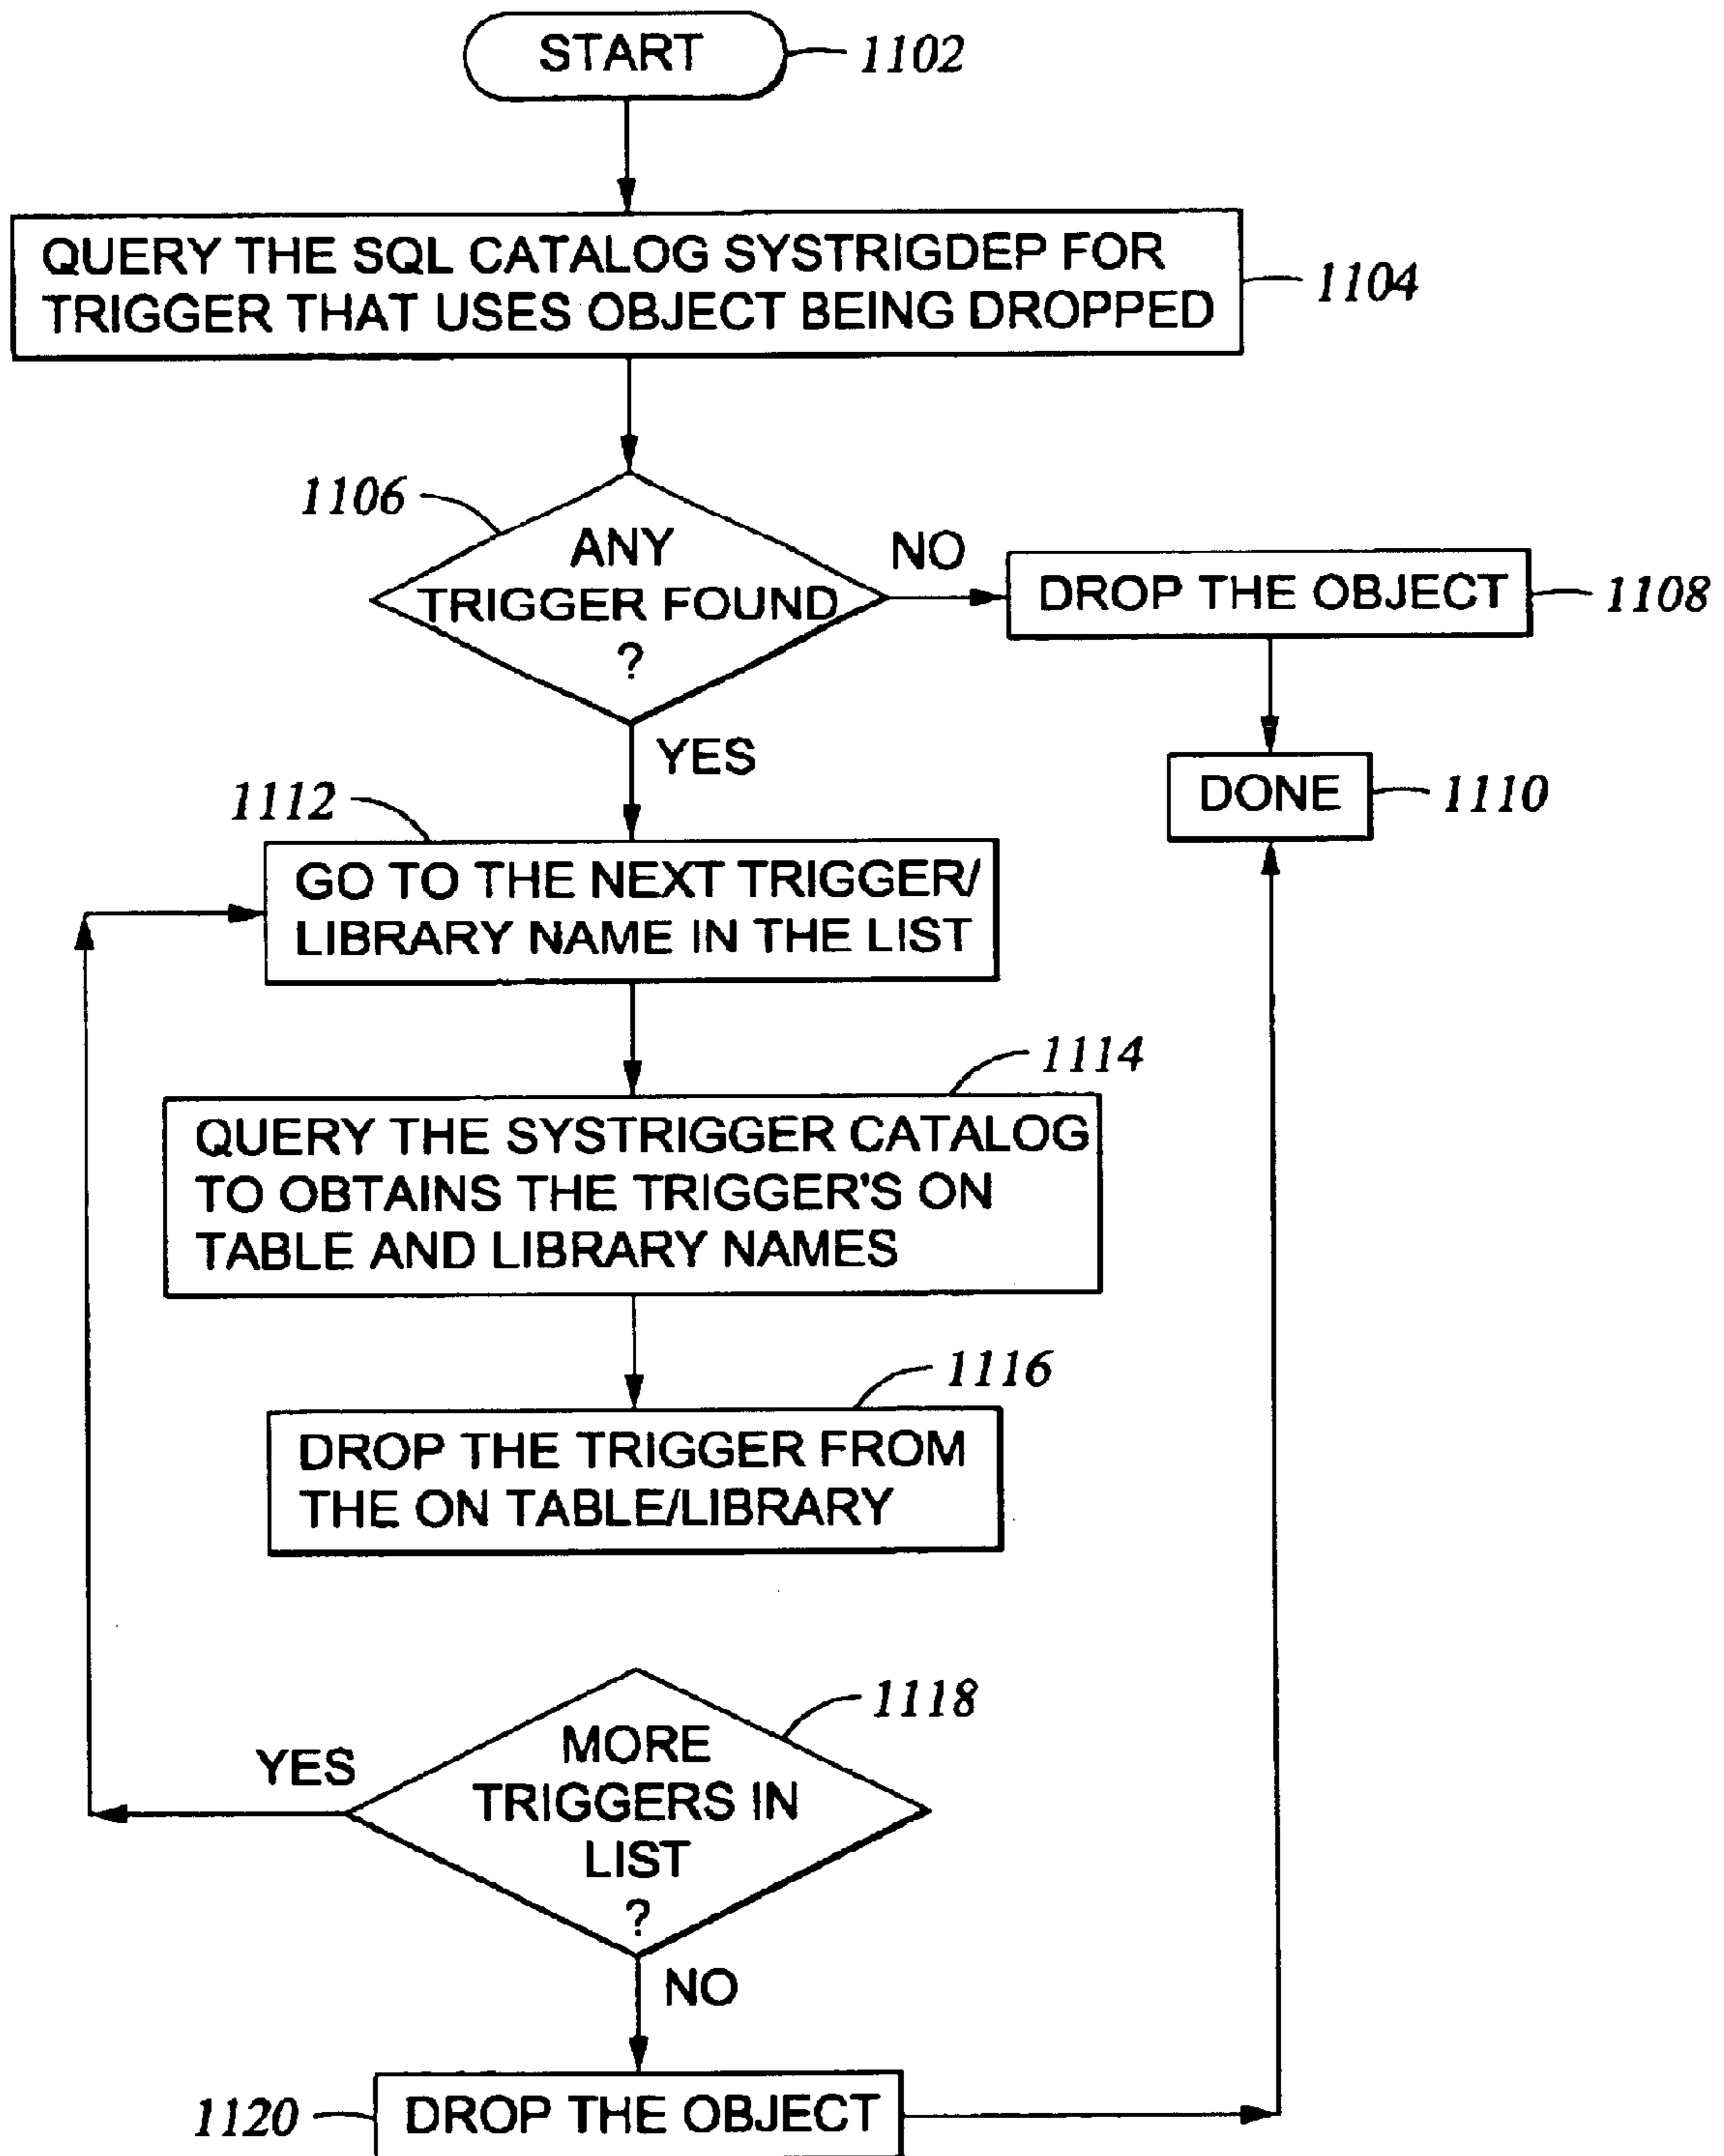 START
1102
QUERY THE SQL CATALOG SYSTRIGDEP FOR
TRIGGER THAT USES OBJECT BEING DROPPED
1104
1106
ANY
TRIGGER FOUND
?
NO
DROP THE OBJECT
1108
YES
DONE
1110
1112
GO TO THE NEXT TRIGGER/
LIBRARY NAME IN THE LIST
1114
QUERY THE SYSTRIGGER CATALOG
TO OBTAINS THE TRIGGER'S ON
TABLE AND LIBRARY NAMES
1116
DROP THE TRIGGER FROM
THE ON TABLE/LIBRARY
1118
MORE
TRIGGERS IN
LIST
?
YES
NO
1120
DROP THE OBJECT